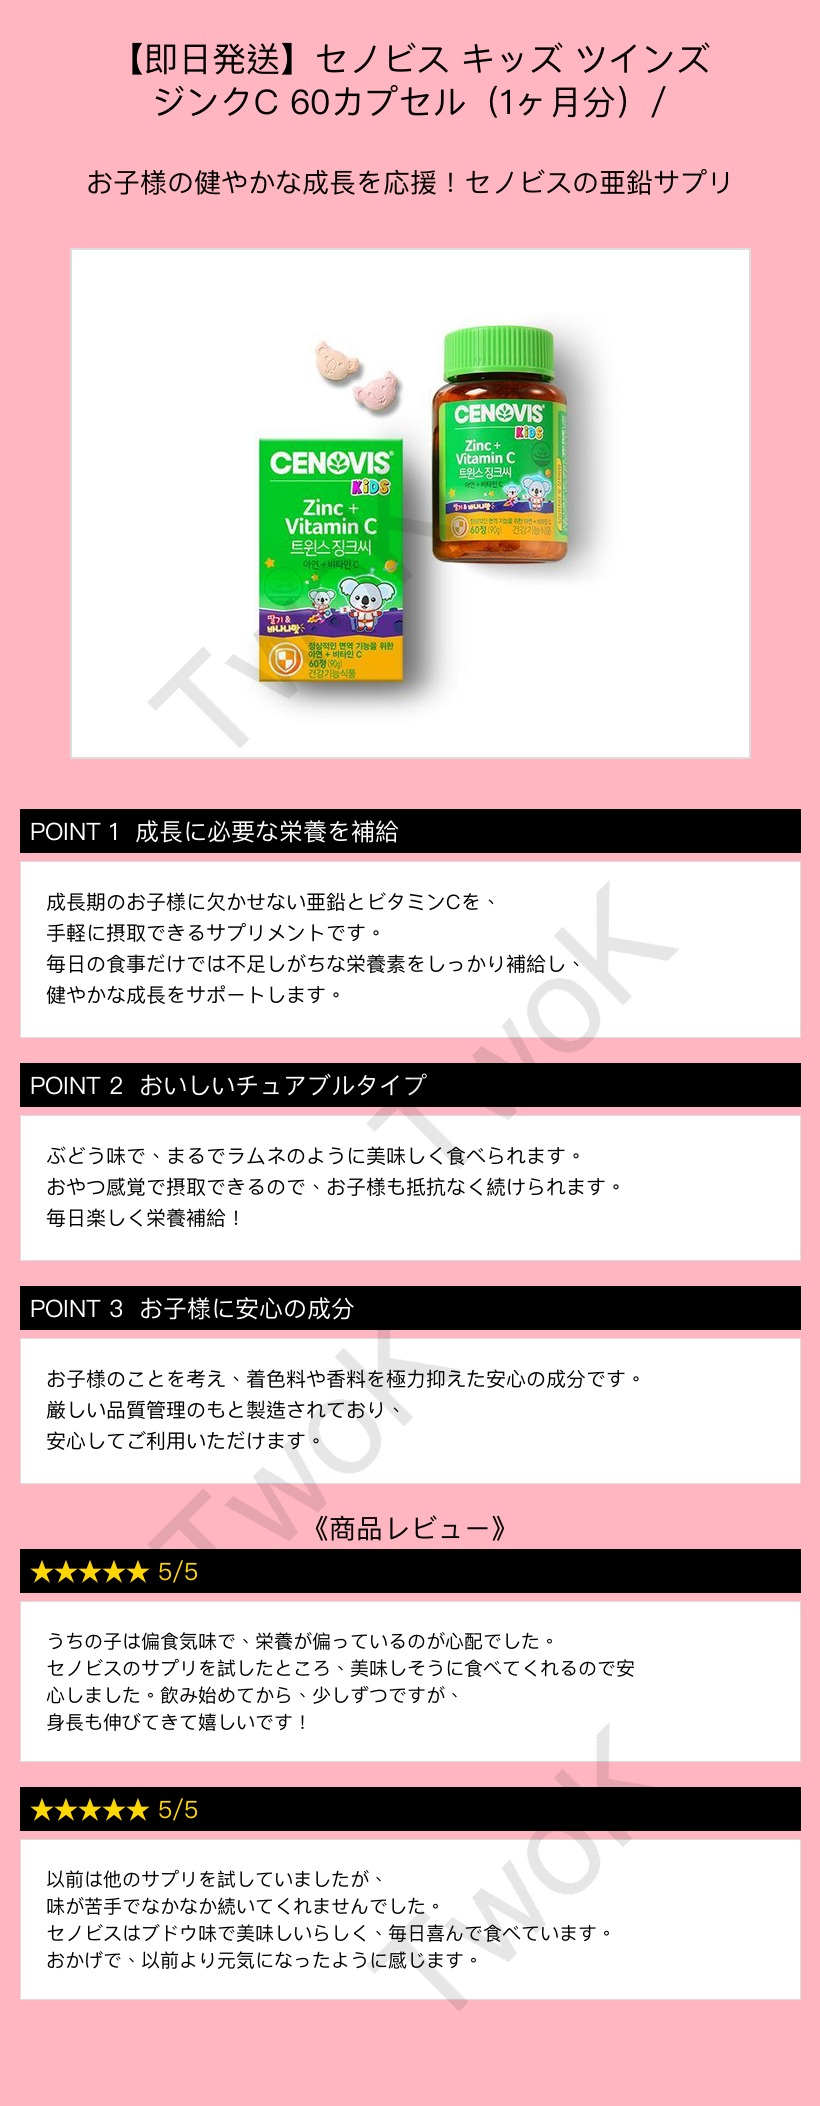 【即日発送】セノビス キッズ ツインズ
ジンクC 60カプセル（1ヶ月分）/
お子様の健やかな成長を応援！セノビスの亜鉛サプリ
CENOVIS
KiDS
Zinc +
Vitamin C
트윈스 징크씨
아연 + 비타민 C
딸기 &
바나나맛
정상적인 면역 기능을 위한
아연 + 비타민 C
60정 (90g)
건강기능식품
CENOVIS
KiDS
Zinc +
Vitamin C
트윈스 징크씨
아연 + 비타민 C
딸기 & 바나나맛
정상적인 면역 기능을 위한 아연 + 비타민 C
60정 (90g) 건강기능식품
POINT 1 成長に必要な栄養を補給
成長期のお子様に欠かせない亜鉛とビタミンCを、
手軽に摂取できるサプリメントです。
毎日の食事だけでは不足しがちな栄養素をしっかり補給し、
健やかな成長をサポートします。
POINT 2 おいしいチュアブルタイプ
ぶどう味で、まるでラムネのように美味しく食べられます。
おやつ感覚で摂取できるので、お子様も抵抗なく続けられます。
毎日楽しく栄養補給！
POINT 3 お子様に安心の成分
お子様のことを考え、着色料や香料を極力抑えた安心の成分です。
厳しい品質管理のもと製造されており、
安心してご利用いただけます。
《商品レビュー》
★★★★★ 5/5
うちの子は偏食気味で、栄養が偏っているのが心配でした。
セノビスのサプリを試したところ、美味しそうに食べてくれるので安
心しました。飲み始めてから、少しずつですが、
身長も伸びてきて嬉しいです！
★★★★★ 5/5
以前は他のサプリを試していましたが、
味が苦手でなかなか続いてくれませんでした。
セノビスはブドウ味で美味しいらしく、毎日喜んで食べています。
おかげで、以前より元気になったように感じます。
TwoK
TwoK
TwoK
TwoK